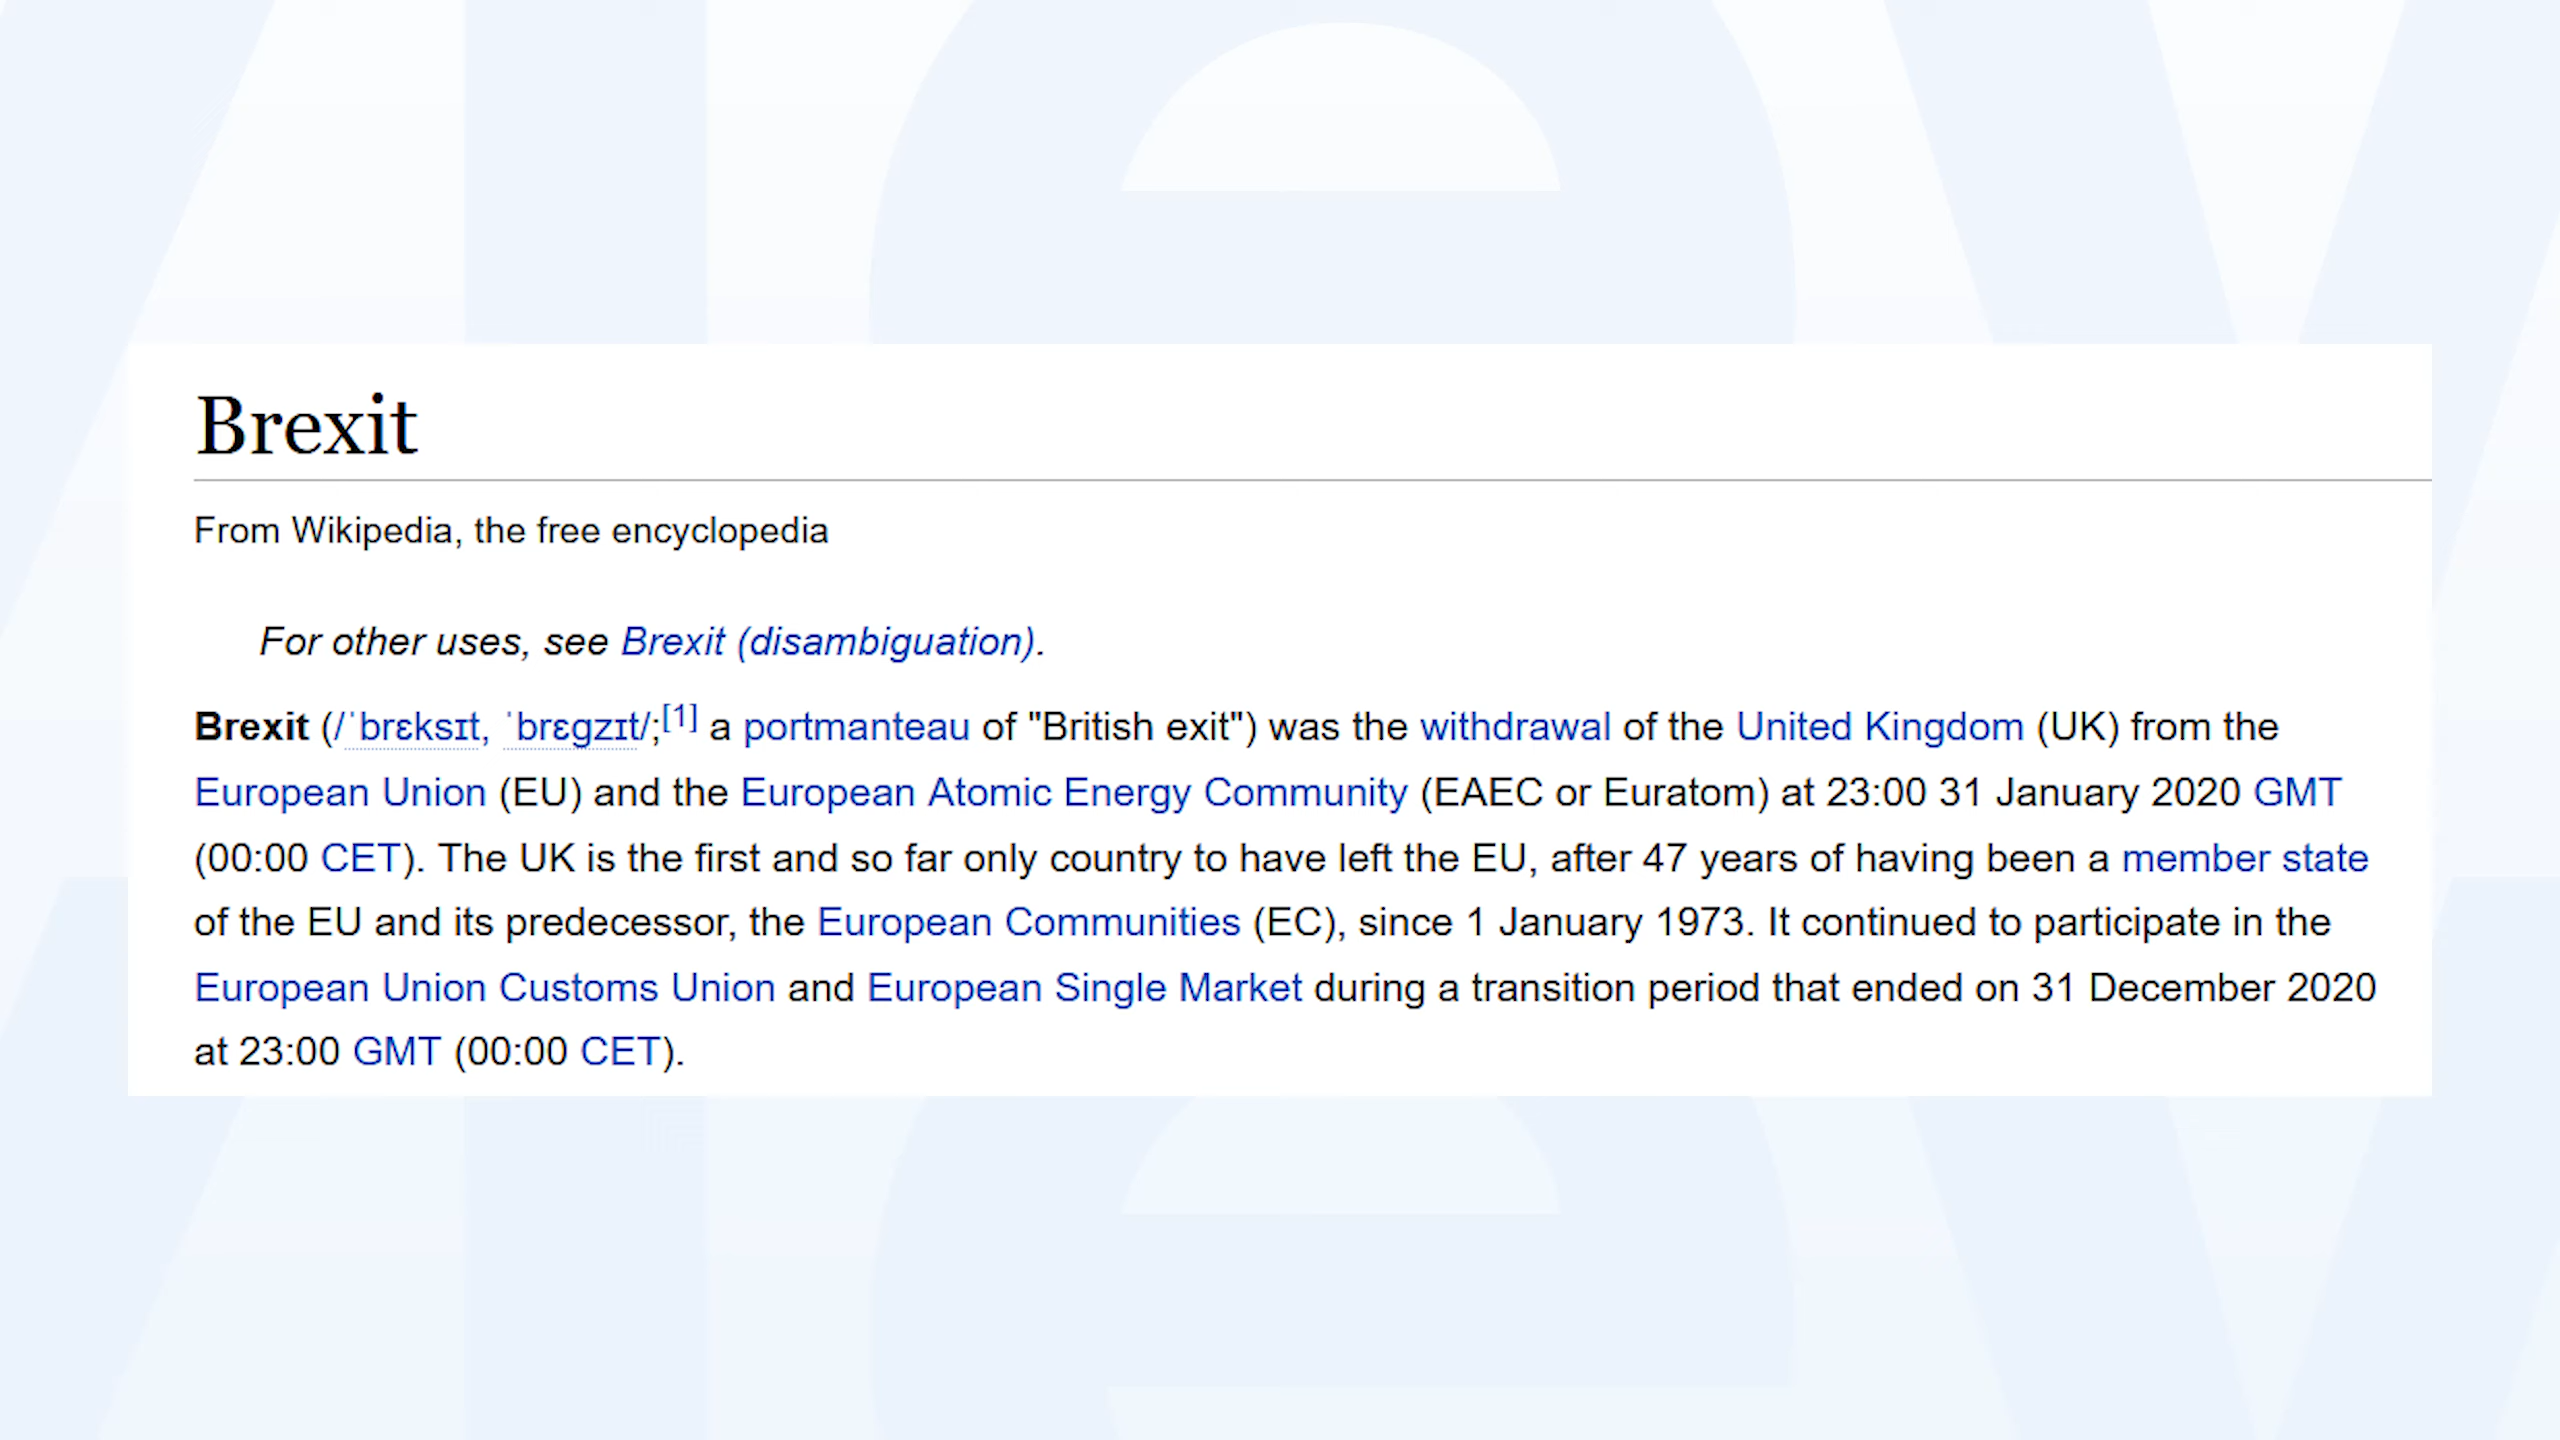 Brexit
From Wikipedia, the free encyclopedia
For other uses, see Brexit (disambiguation).
Brexit (/ˈbrɛksɪt, ˈbrɛgzɪt/;[1] a portmanteau of "British exit") was the withdrawal of the United Kingdom (UK) from the
European Union (EU) and the European Atomic Energy Community (EAEC or Euratom) at 23:00 31 January 2020 GMT
(00:00 CET). The UK is the first and so far only country to have left the EU, after 47 years of having been a member state
of the EU and its predecessor, the European Communities (EC), since 1 January 1973. It continued to participate in the
European Union Customs Union and European Single Market during a transition period that ended on 31 December 2020
at 23:00 GMT (00:00 CET).